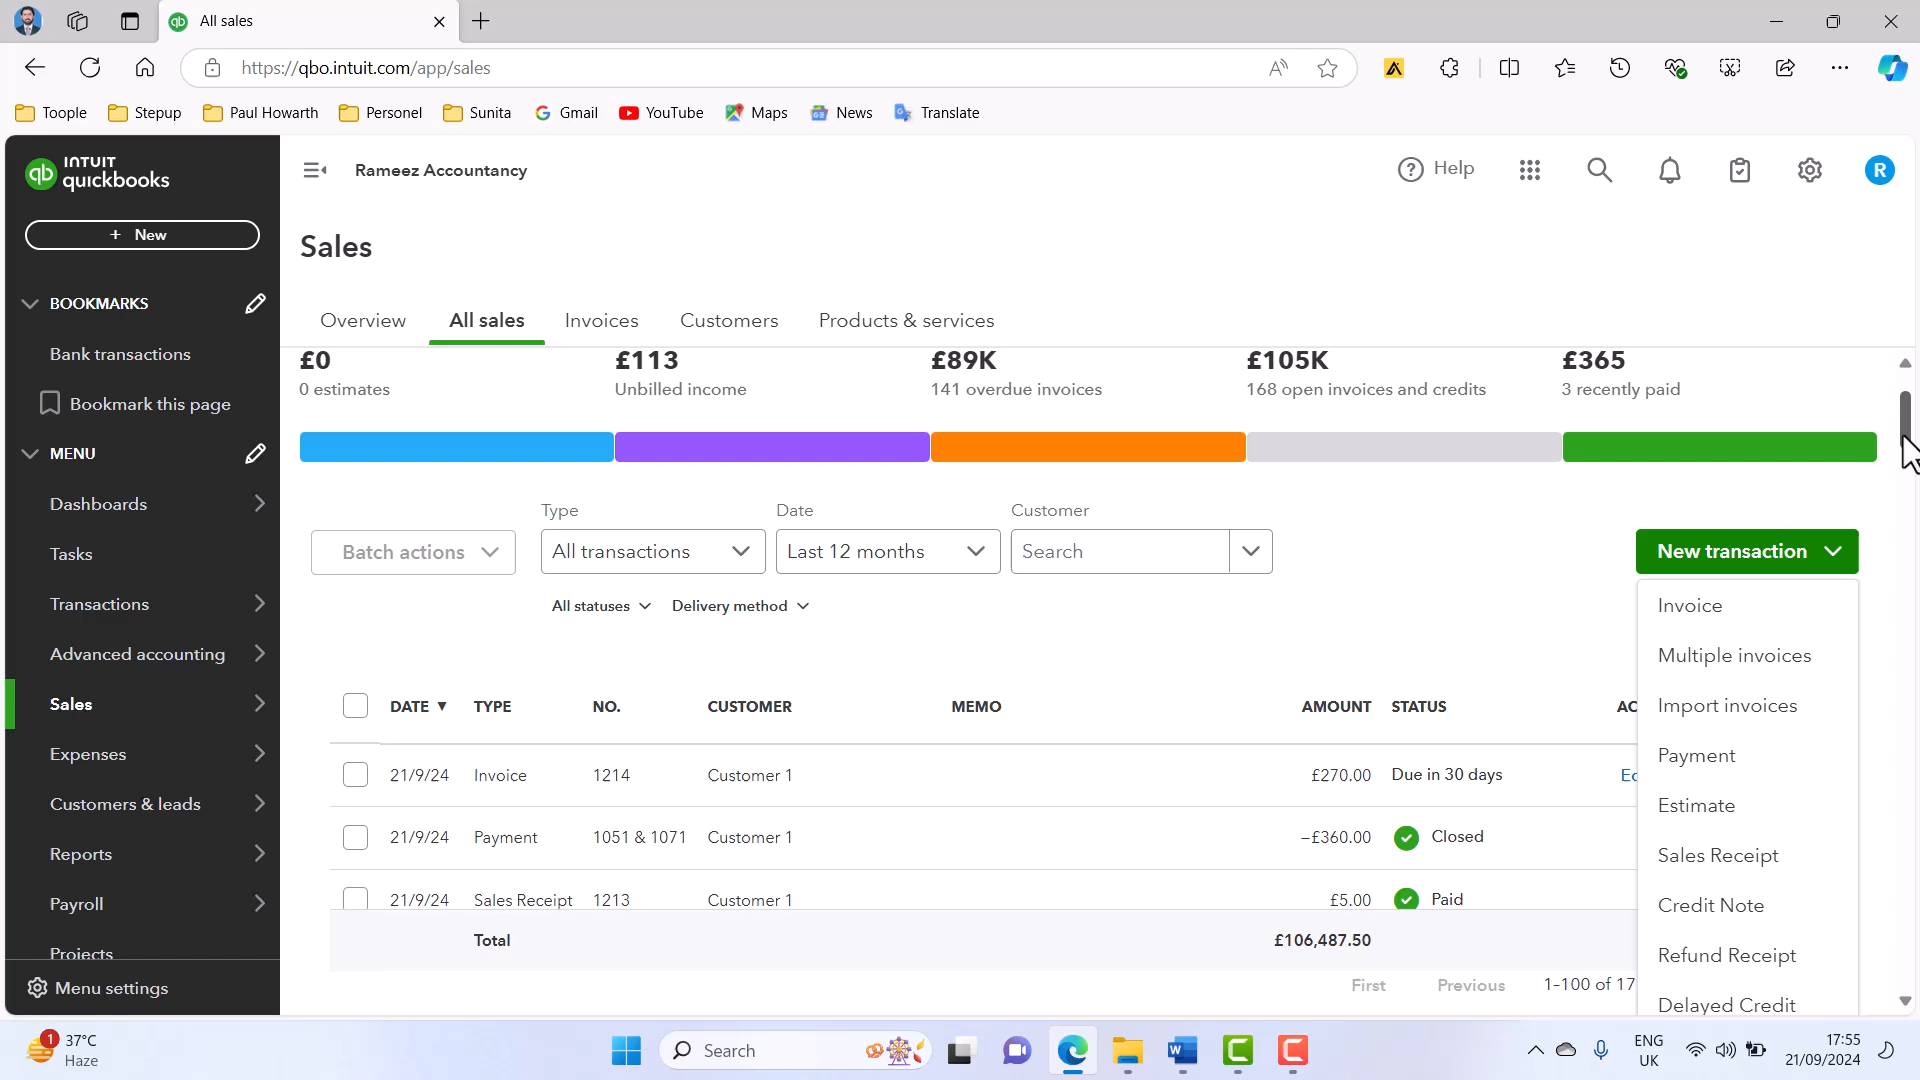 All sales
https://qbo.intuit.com/app/sales
Toople
Stepup
Paul Howarth
Personel
Sunita
Gmail
YouTube
Maps
News
Translate
qb INTUIT quickbooks
+ New
BOOKMARKS
Bank transactions
Bookmark this page
MENU
Dashboards
Tasks
Transactions
Advanced accounting
Sales
Expenses
Customers & leads
Reports
Payroll
Projects
Menu settings
Rameez Accountancy
Help
R
Sales
Overview
All sales
Invoices
Customers
Products & services
£0
0 estimates
£113
Unbilled income
£89K
141 overdue invoices
£105K
168 open invoices and credits
£365
3 recently paid
Batch actions
Type
All transactions
Date
Last 12 months
Customer
Search
All statuses
Delivery method
New transaction
Invoice
Multiple invoices
Import invoices
Payment
Estimate
Sales Receipt
Credit Note
Refund Receipt
Delayed Credit
DATE ▼ TYPE NO. CUSTOMER MEMO AMOUNT STATUS AC
21/9/24 Invoice 1214 Customer 1 £270.00 Due in 30 days Ec
21/9/24 Payment 1051 & 1071 Customer 1 −£360.00 Closed
21/9/24 Sales Receipt 1213 Customer 1 £5.00 Paid
Total £106,487.50
First Previous 1-100 of 17
1
37°C
Haze
Search
ENG
UK
17:55
21/09/2024